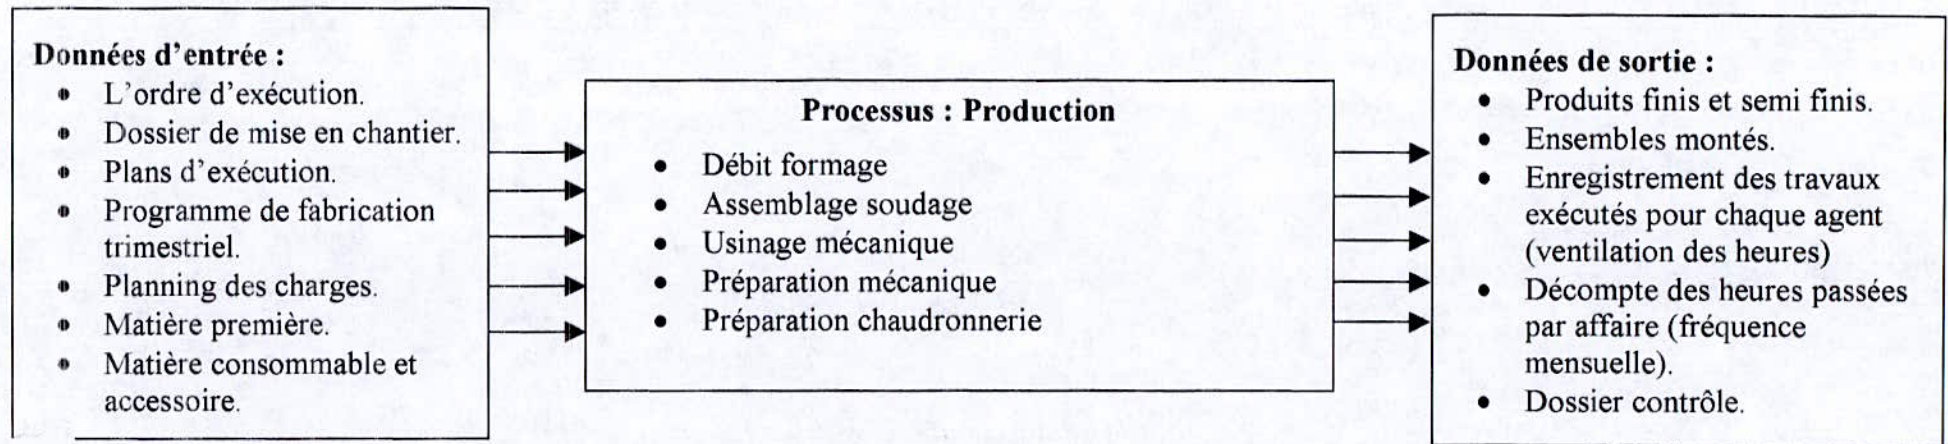 Données d'entrée :
• L'ordre d'exécution.
• Dossier de mise en chantier.
• Plans d'exécution.
• Programme de fabrication
trimestriel.
• Planning des charges.
• Matière première.
• Matière consommable et
accessoire.
Processus : Production
• Débit formage
• Assemblage soudage
• Usinage mécanique
• Préparation mécanique
• Préparation chaudronnerie
Données de sortie :
• Produits finis et semi finis.
• Ensembles montés.
• Enregistrement des travaux
exécutés pour chaque agent
(ventilation des heures)
• Décompte des heures passées
par affaire (fréquence
mensuelle).
• Dossier contrôle.